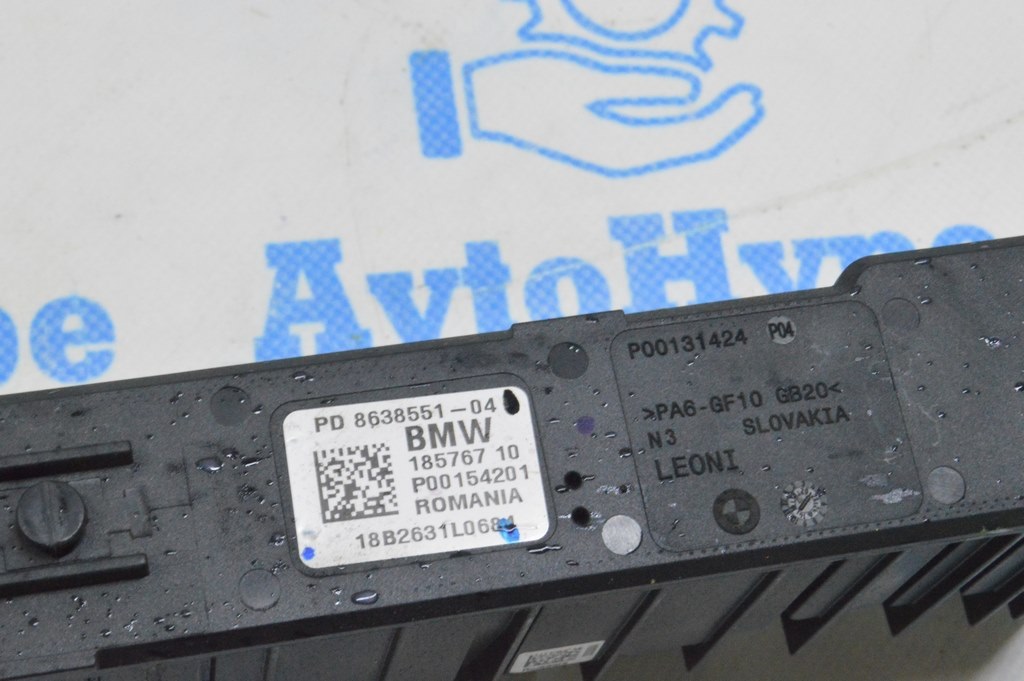 AvtoHype
PD 8638551-04
BMW
185767 10
P00154201
ROMANIA
18B2631L0684
P00131424 P04
>PA6-GF10 GB20<
N3 SLOVAKIA
LEONI